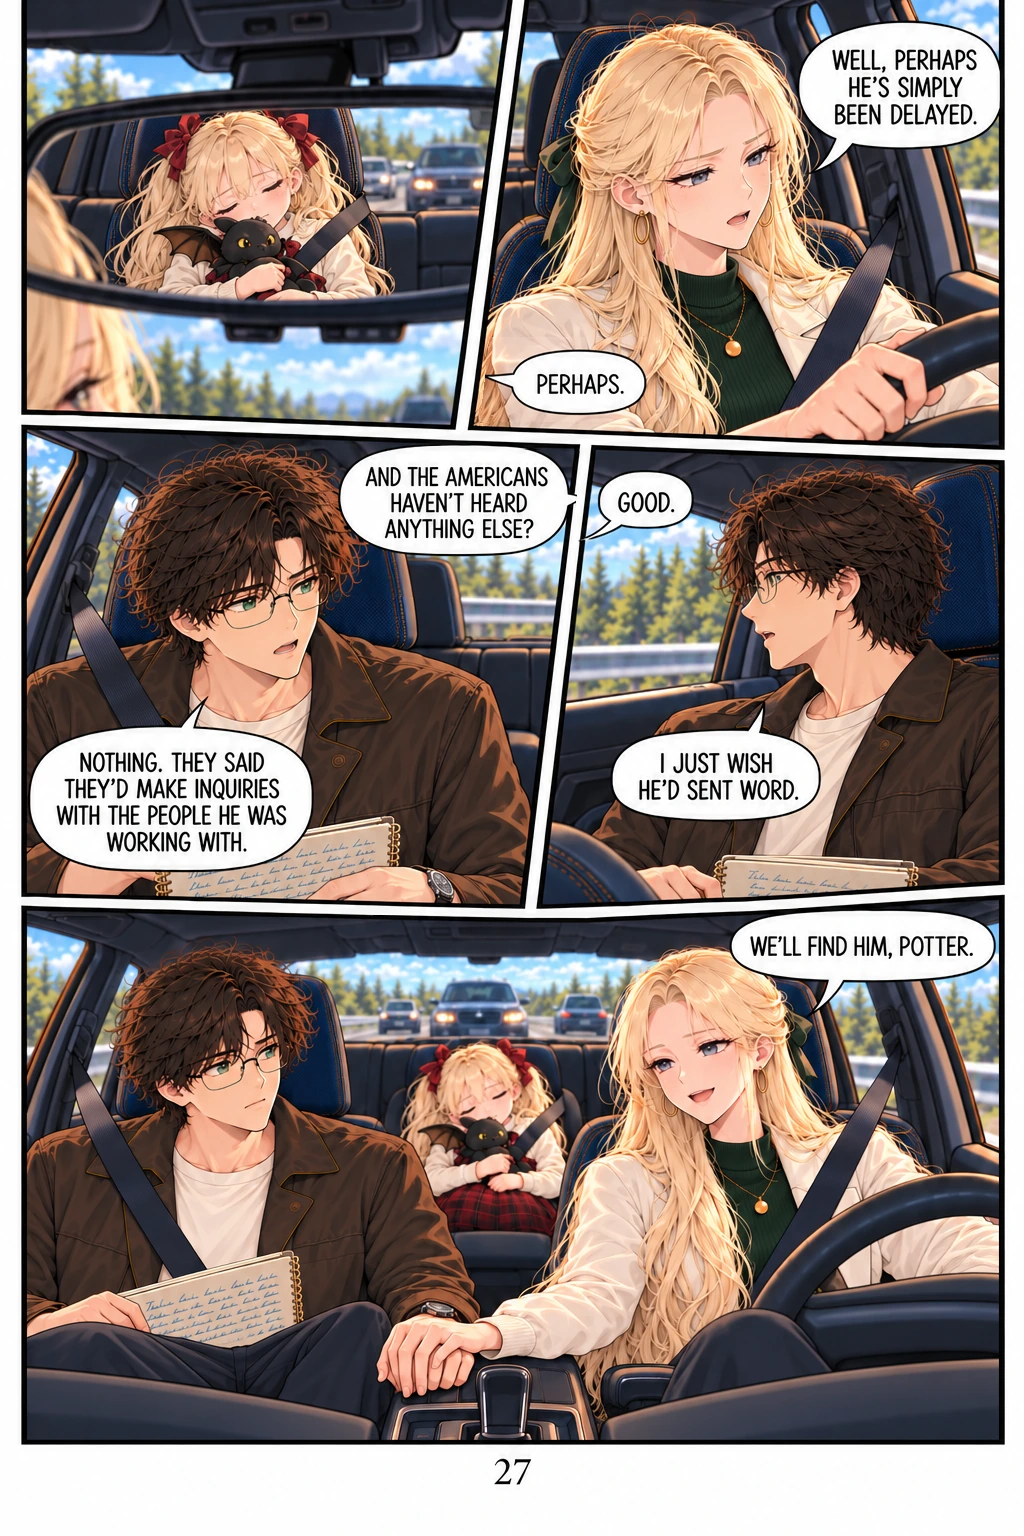 WELL, PERHAPS
HE'S SIMPLY
BEEN DELAYED.
PERHAPS.
AND THE AMERICANS
HAVEN'T HEARD
ANYTHING ELSE?
NOTHING. THEY SAID
THEY'D MAKE INQUIRIES
WITH THE PEOPLE HE WAS
WORKING WITH.
GOOD.
I JUST WISH
HE'D SENT WORD.
WE'LL FIND HIM, POTTER.
27